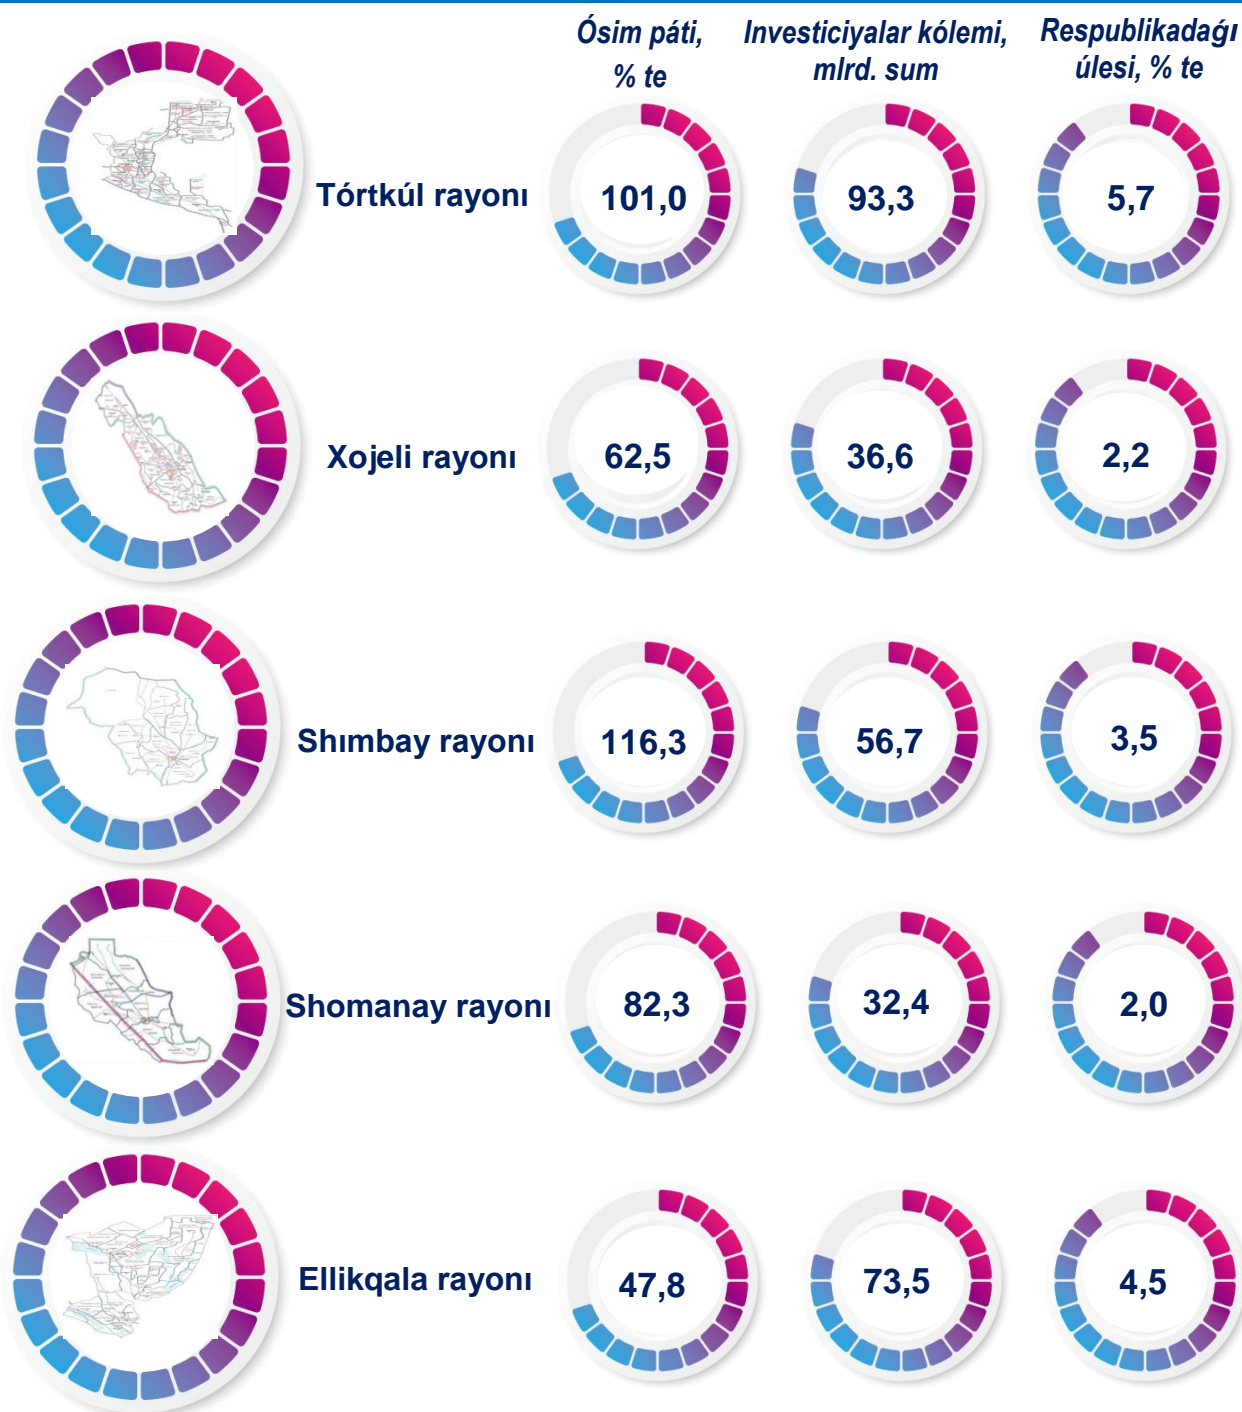 Ósim páti,
% te
Investiciyalar kólemi,
mlrd. sum
Respublikadaǵı
úlesi, % te
Tórtkúl rayonı
101,0
93,3
5,7
Xojeli rayonı
62,5
36,6
2,2
Shımbay rayonı
116,3
56,7
3,5
Shomanay rayonı
82,3
32,4
2,0
Ellikqala rayonı
47,8
73,5
4,5